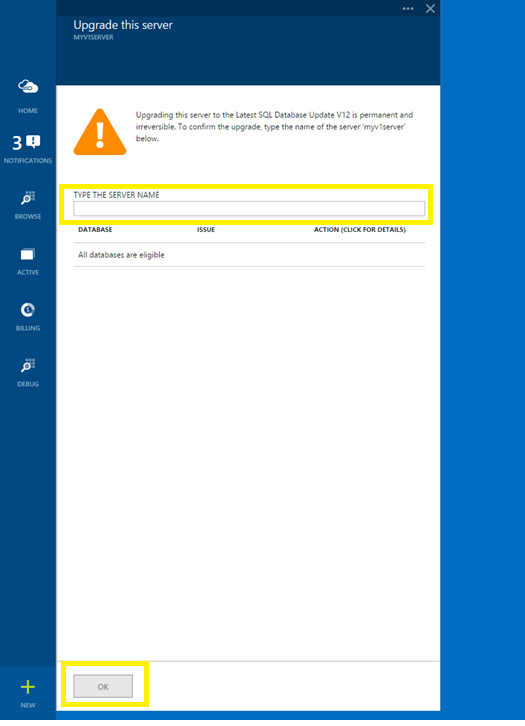 Upgrade this server
MYV1SERVER
HOME
3
NOTIFICATIONS
BROWSE
ACTIVE
BILLING
DEBUG
NEW
Upgrading this server to the Latest SQL Database Update V12 is permanent and
irreversible. To confirm the upgrade, type the name of the server 'myv1server'
below.
TYPE THE SERVER NAME
DATABASE ISSUE ACTION (CLICK FOR DETAILS)
All databases are eligible
OK